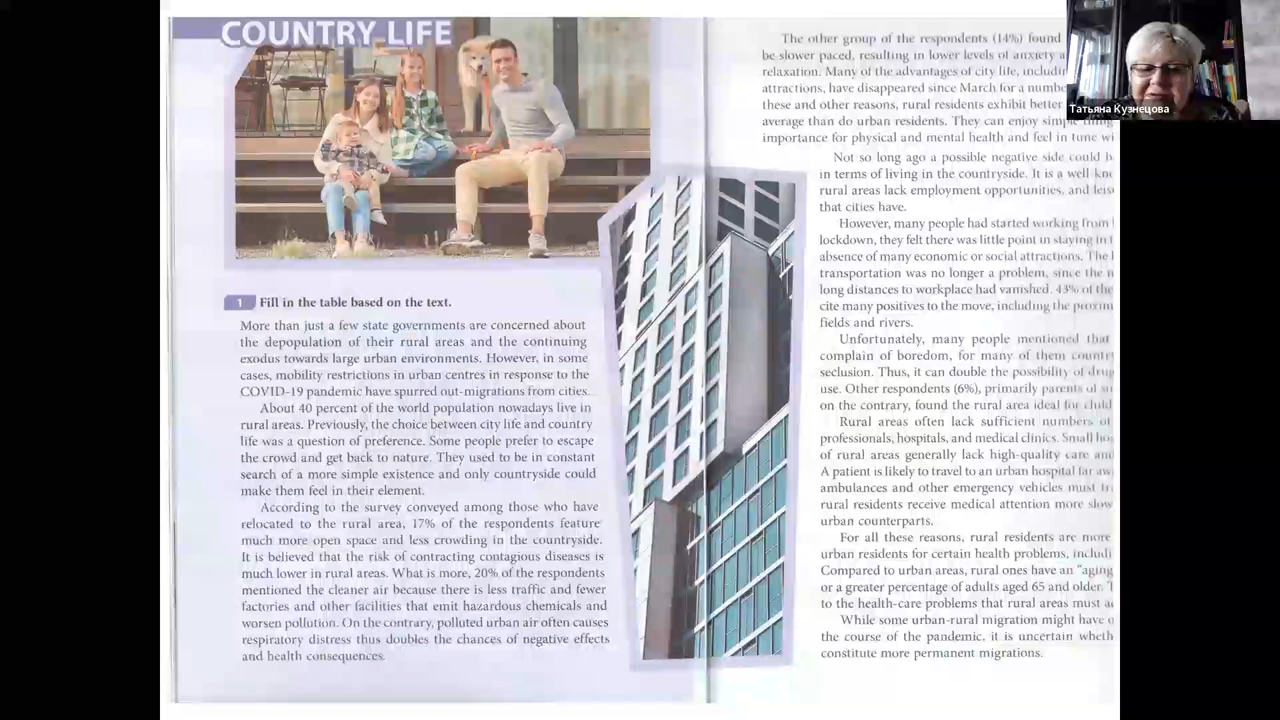 COUNTRY LIFE
1 Fill in the table based on the text.
More than just a few state governments are concerned about
the depopulation of their rural areas and the continuing
exodus towards large urban environments. However, in some
cases, mobility restrictions in urban centres in response to the
COVID-19 pandemic have spurred out-migrations from cities.
About 40 percent of the world population nowadays live in
rural areas. Previously, the choice between city life and country
life was a question of preference. Some people prefer to escape
the crowd and get back to nature. They used to be in constant
search of a more simple existence and only countryside could
make them feel in their element.
According to the survey conveyed among those who have
relocated to the rural area, 17% of the respondents feature
much more open space and less crowding in the countryside.
It is believed that the risk of contracting contagious diseases is
much lower in rural areas. What is more, 20% of the respondents
mentioned the cleaner air because there is less traffic and fewer
factories and other facilities that emit hazardous chemicals and
worsen pollution. On the contrary, polluted urban air often causes
respiratory distress thus doubles the chances of negative effects
and health consequences.
The other group of the respondents (14%) found
be slower paced, resulting in lower levels of anxiety a
relaxation. Many of the advantages of city life, includin
attractions, have disappeared since March for a numbe
these and other reasons, rural residents exhibit better
average than do urban residents. They can enjoy simple thing
importance for physical and mental health and feel in tune wi
Not so long ago a possible negative side could b
in terms of living in the countryside. It is a well-kno
rural areas lack employment opportunities, and leis
that cities have.
However, many people had started working from
lockdown, they felt there was little point in staying in t
absence of many economic or social attractions. The l
transportation was no longer a problem, since the n
long distances to workplace had vanished. 43% of the
cite many positives to the move, including the proxim
fields and rivers.
Unfortunately, many people mentioned that
complain of boredom, for many of them countr
seclusion. Thus, it can double the possibility of drug
use. Other respondents (6%), primarily parents of
on the contrary, found the rural area ideal for child
Rural areas often lack sufficient numbers of
professionals, hospitals, and medical clinics. Small hos
of rural areas generally lack high-quality care and
A patient is likely to travel to an urban hospital far aw
ambulances and other emergency vehicles must tr
rural residents receive medical attention more slow
urban counterparts.
For all these reasons, rural residents are more
urban residents for certain health problems, includi
Compared to urban areas, rural ones have an "aging
or a greater percentage of adults aged 65 and older. T
to the health-care problems that rural areas must a
While some urban-rural migration might have o
the course of the pandemic, it is uncertain wheth
constitute more permanent migrations.
Татьяна Кузнецова